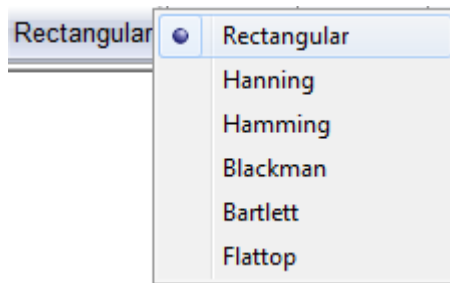 Rectangular
Rectangular
Hanning
Hamming
Blackman
Bartlett
Flattop